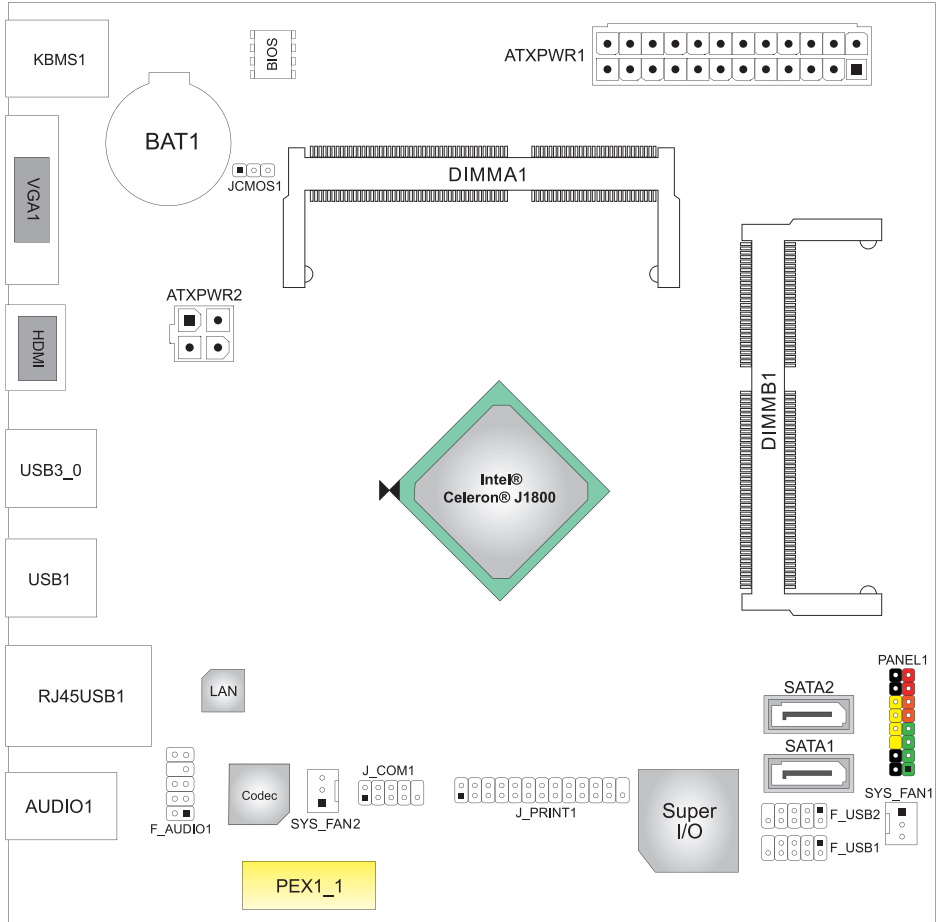 KBMS1
BIOS
ATXPWR1
BAT1
JCMOS1
DIMMA1
VGA1
ATXPWR2
HDMI
DIMMB1
USB3_0
Intel®
Celeron® J1800
USB1
PANEL1
RJ45USB1
LAN
SATA2
SATA1
J_COM1
SYS_FAN1
AUDIO1
Codec
F_AUDIO1
SYS_FAN2
J_PRINT1
Super
I/O
F_USB2
F_USB1
PEX1_1